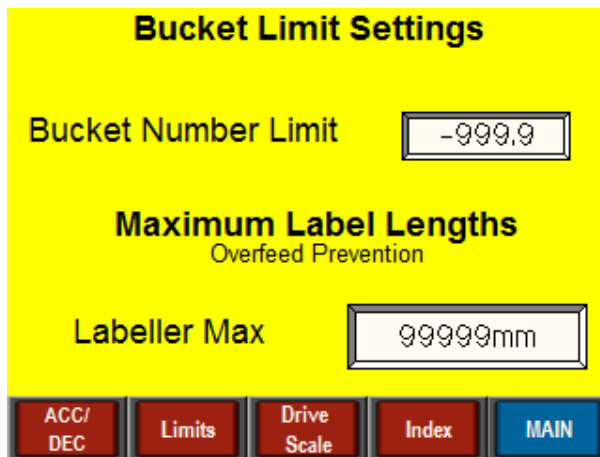 Bucket Limit Settings
Bucket Number Limit -999.9
Maximum Label Lengths
Overfeed Prevention
Labeller Max 99999mm
ACC/ DEC
Limits
Drive Scale
Index
MAIN